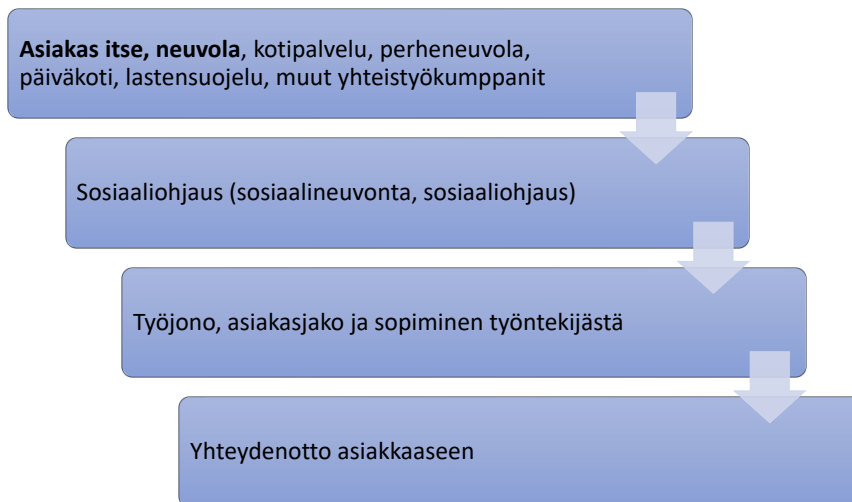 Asiakas itse, neuvola, kotipalvelu, perheneuvola,
päiväkoti, lastensuojelu, muut yhteistyökumppanit
Sosiaaliohjaus (sosiaalineuvonta, sosiaaliohjaus)
Työjono, asiakasjako ja sopiminen työntekijästä
Yhteydenotto asiakkaaseen